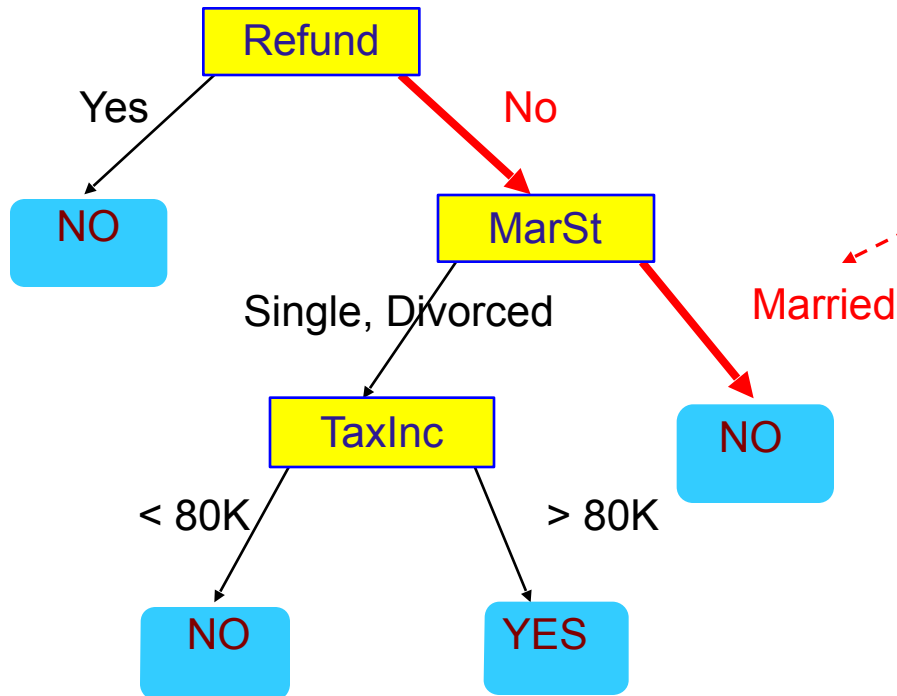 Refund
Yes
No
NO
MarSt
Single, Divorced
Married
TaxInc
NO
< 80K
> 80K
NO
YES